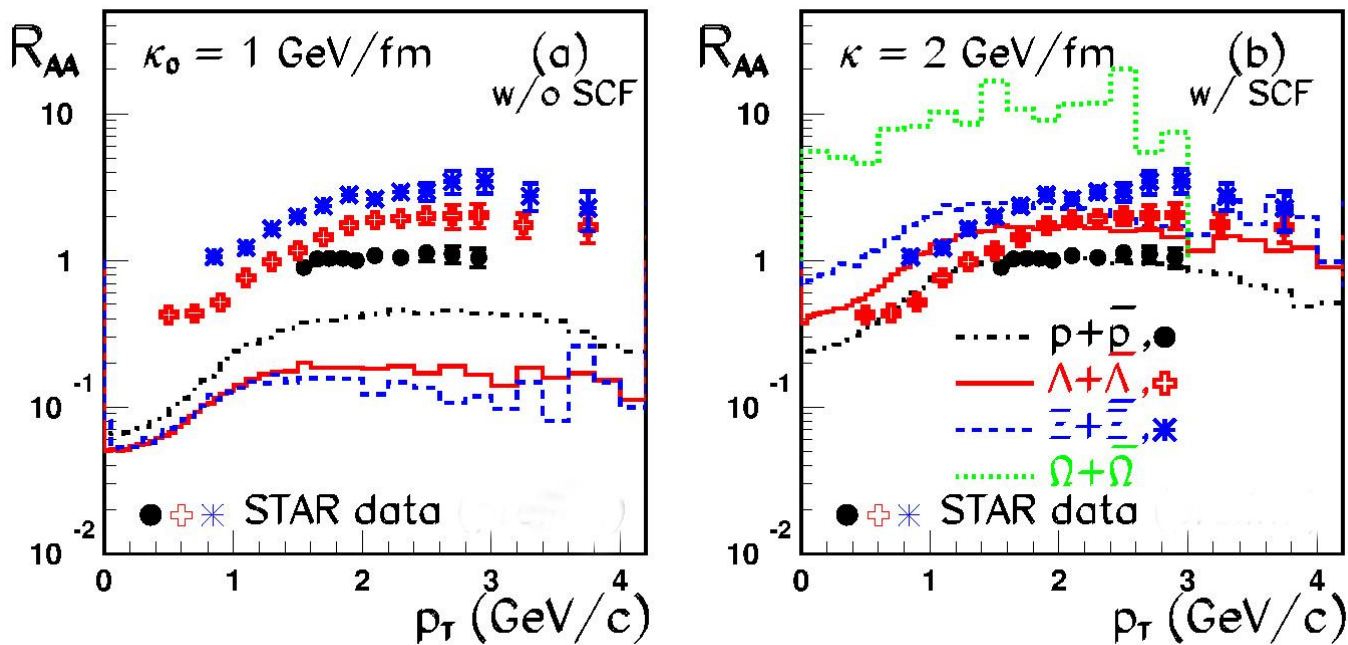 R_AA κ₀ = 1 GeV/fm (a)
w/o SCF
10
1
10 -1
10 -2
STAR data
0 1 2 3 4
p_T (GeV/c)
R_AA κ = 2 GeV/fm (b)
w/ SCF
10
1
10 -1
10 -2
p+p̅,
Λ+Λ̅,
Ξ+Ξ̅,
Ω+Ω̅
STAR data
0 1 2 3 4
p_T (GeV/c)